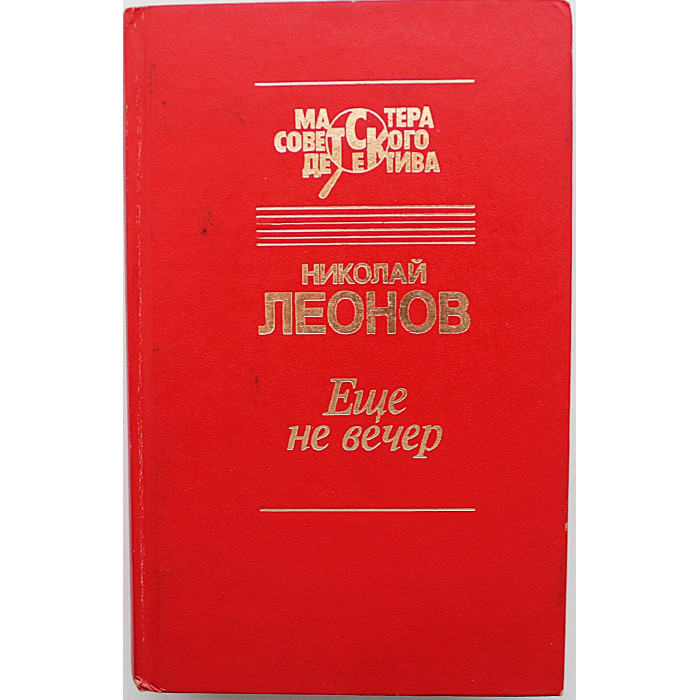 МАСТЕРА
СОВЕТСКОГО
ДЕТЕКТИВА
НИКОЛАЙ
ЛЕОНОВ
Еще
не вечер